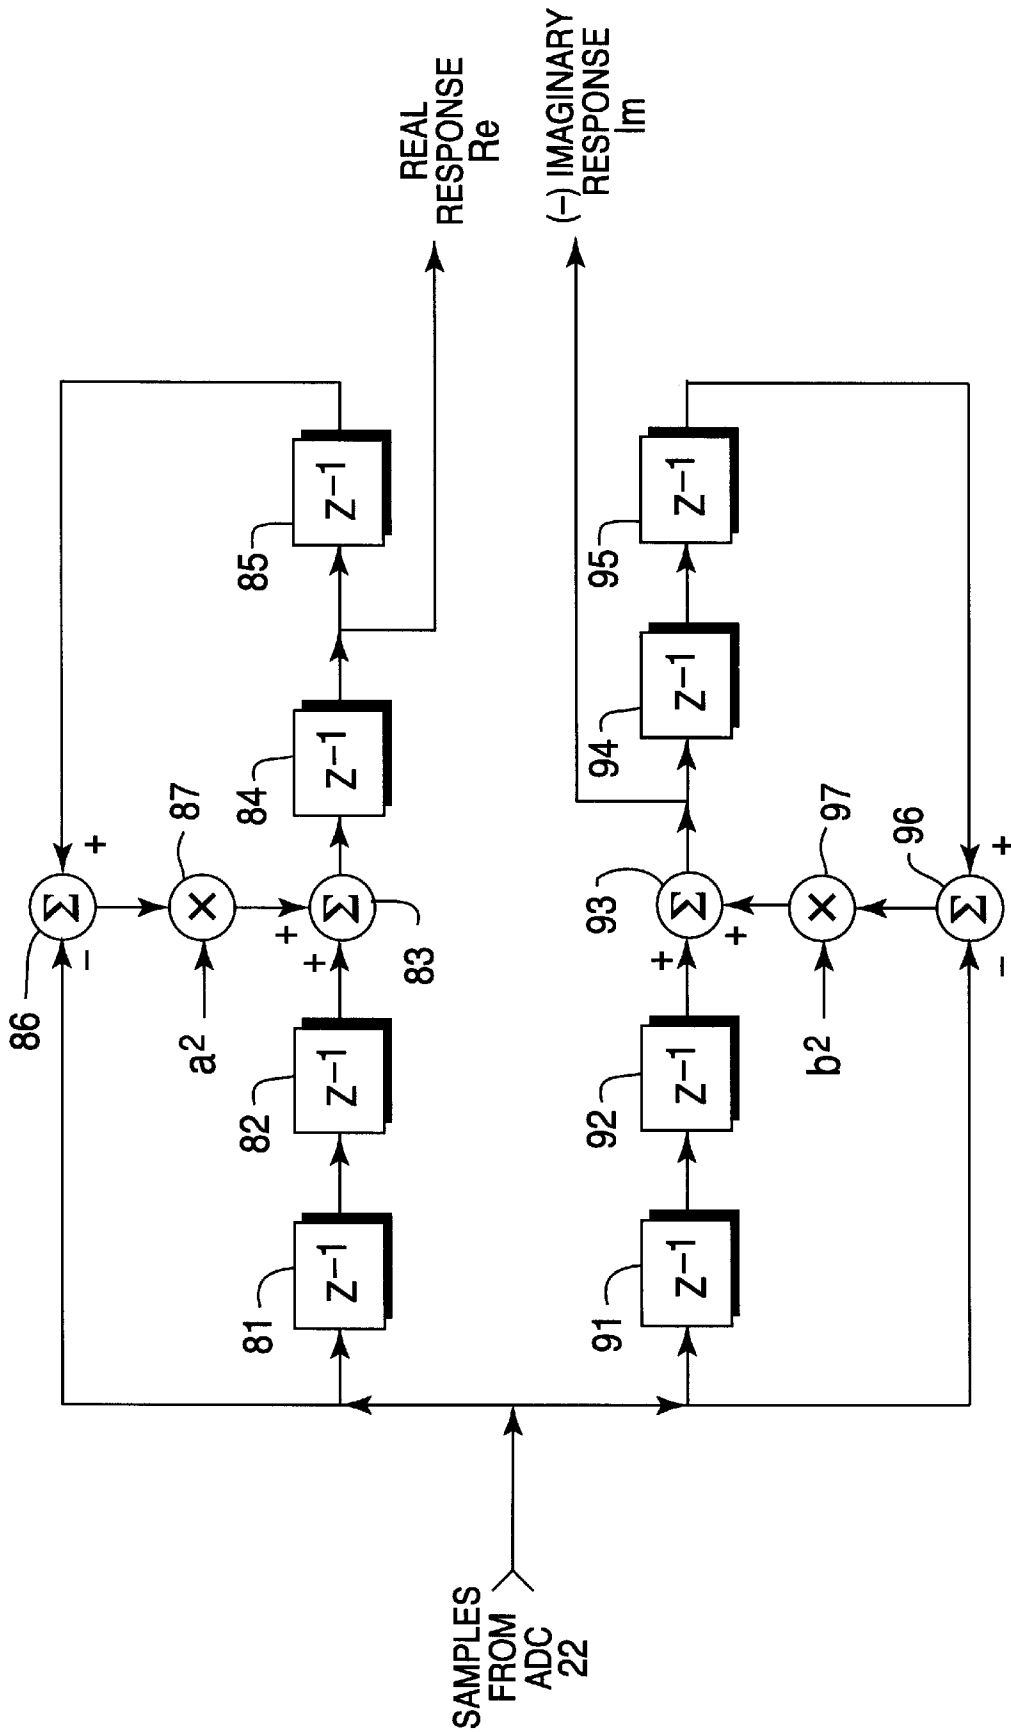 SAMPLES
FROM
ADC
22
86
+
−
87
a²
+
+
83
81
Z⁻¹
82
Z⁻¹
Σ
Σ
×
84
Z⁻¹
85
Z⁻¹
REAL
RESPONSE
Re
(−) IMAGINARY
RESPONSE
Im
91
Z⁻¹
92
Z⁻¹
93
Σ
+
+
94
Z⁻¹
95
Z⁻¹
97
×
b²
96
Σ
+
−